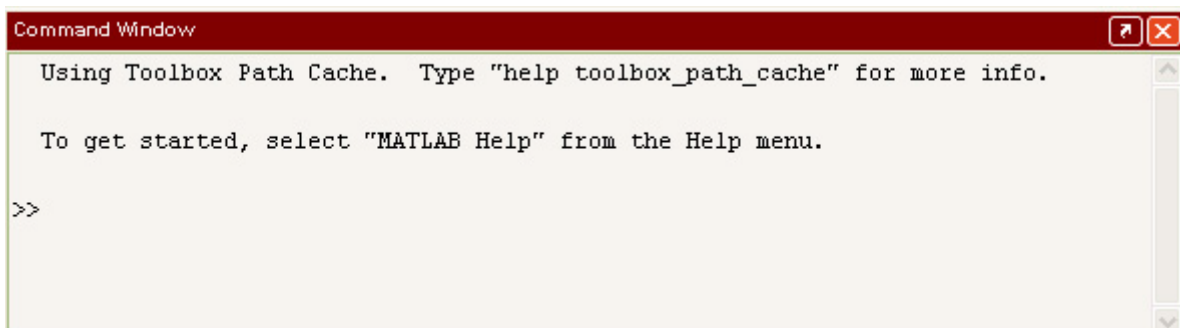 Command Window
Using Toolbox Path Cache.  Type "help toolbox_path_cache" for more info.
To get started, select "MATLAB Help" from the Help menu.
>>